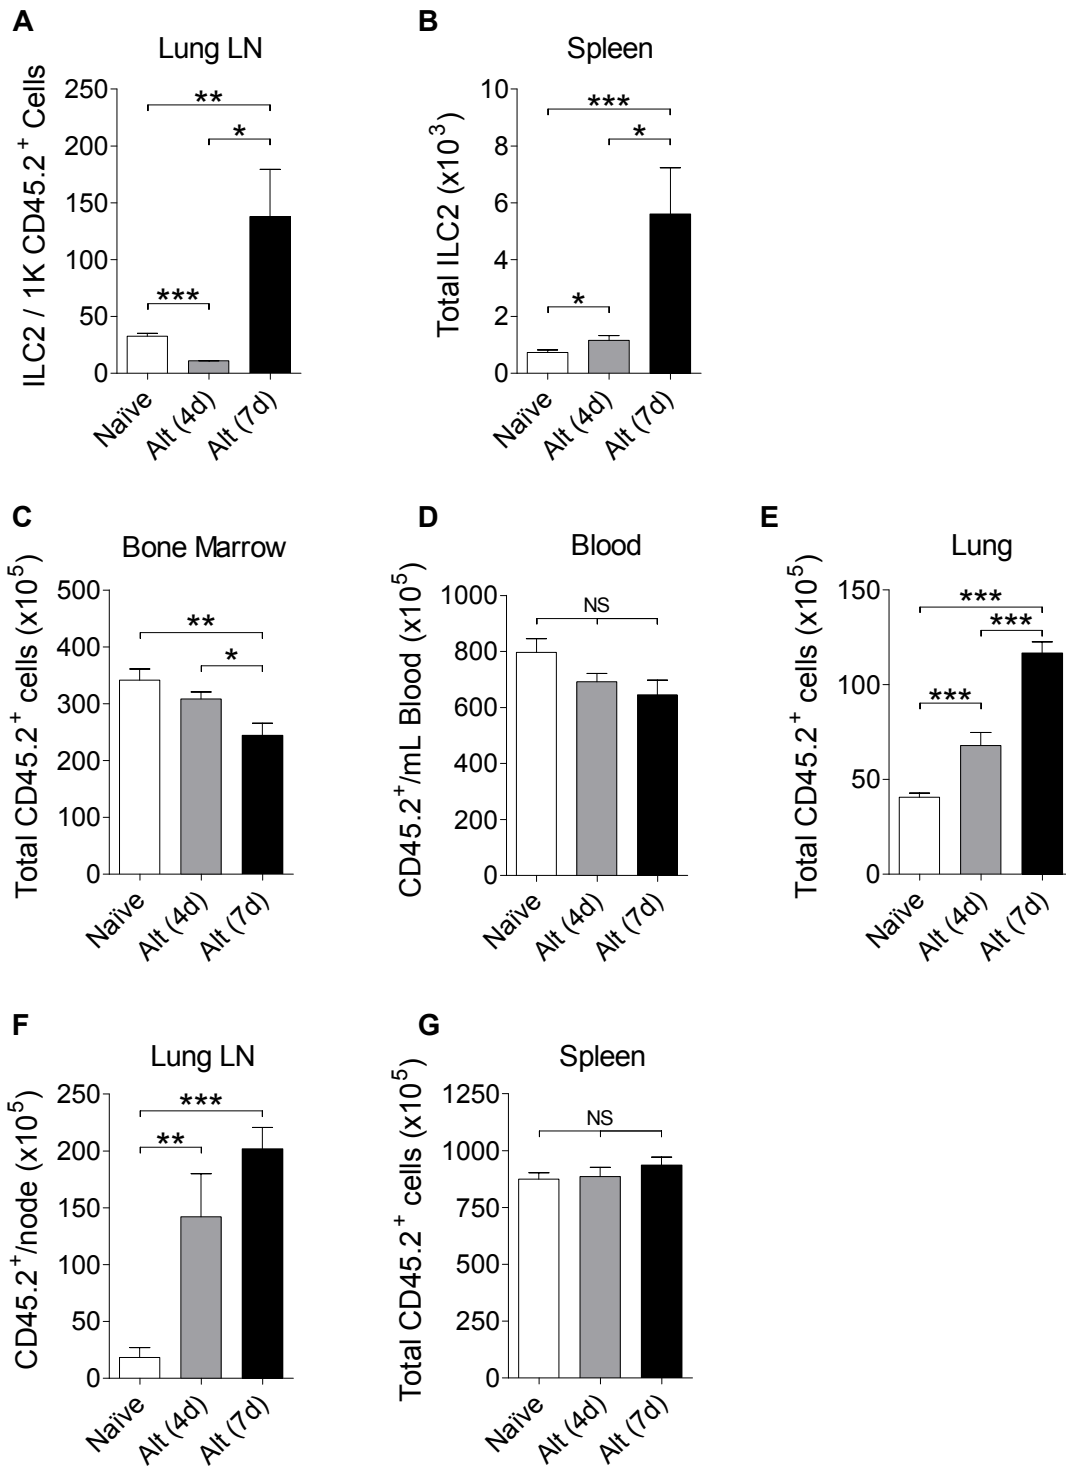 A
Lung LN
ILC2 / 1K CD45.2⁺ Cells
250
200
150
100
50
0
**
*
***
Naïve
Alt (4d)
Alt (7d)
B
Spleen
Total ILC2 (x10³)
10
8
6
4
2
0
***
*
*
Naïve
Alt (4d)
Alt (7d)
C
Bone Marrow
Total CD45.2⁺ cells (x10⁵)
500
400
300
200
100
0
**
*
Naïve
Alt (4d)
Alt (7d)
D
Blood
CD45.2⁺/mL Blood (x10⁵)
1000
800
600
400
200
0
NS
Naïve
Alt (4d)
Alt (7d)
E
Lung
Total CD45.2⁺ cells (x10⁵)
150
100
50
0
***
***
***
Naïve
Alt (4d)
Alt (7d)
F
Lung LN
CD45.2⁺/node (x10⁵)
250
200
150
100
50
0
***
**
Naïve
Alt (4d)
Alt (7d)
G
Spleen
Total CD45.2⁺ cells (x10⁵)
1250
1000
750
500
250
0
NS
Naïve
Alt (4d)
Alt (7d)